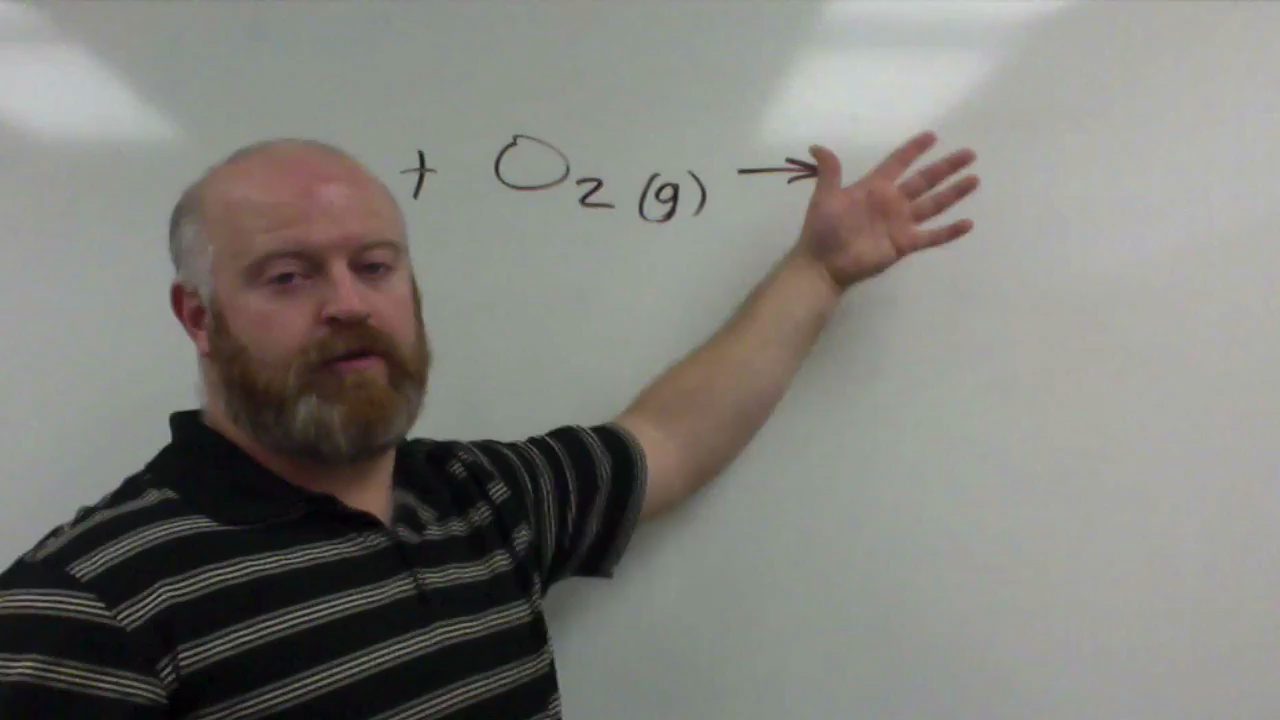 + O₂ (g) →